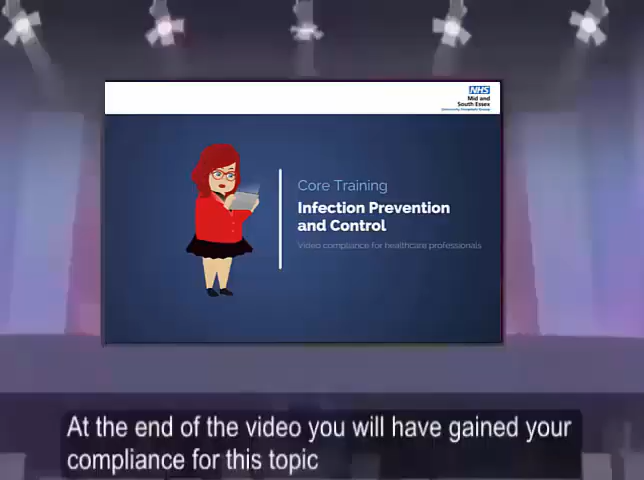 NHS
Mid and
South Essex
Core Training
Infection Prevention
and Control
Video compliance for healthcare professionals
At the end of the video you will have gained your
compliance for this topic